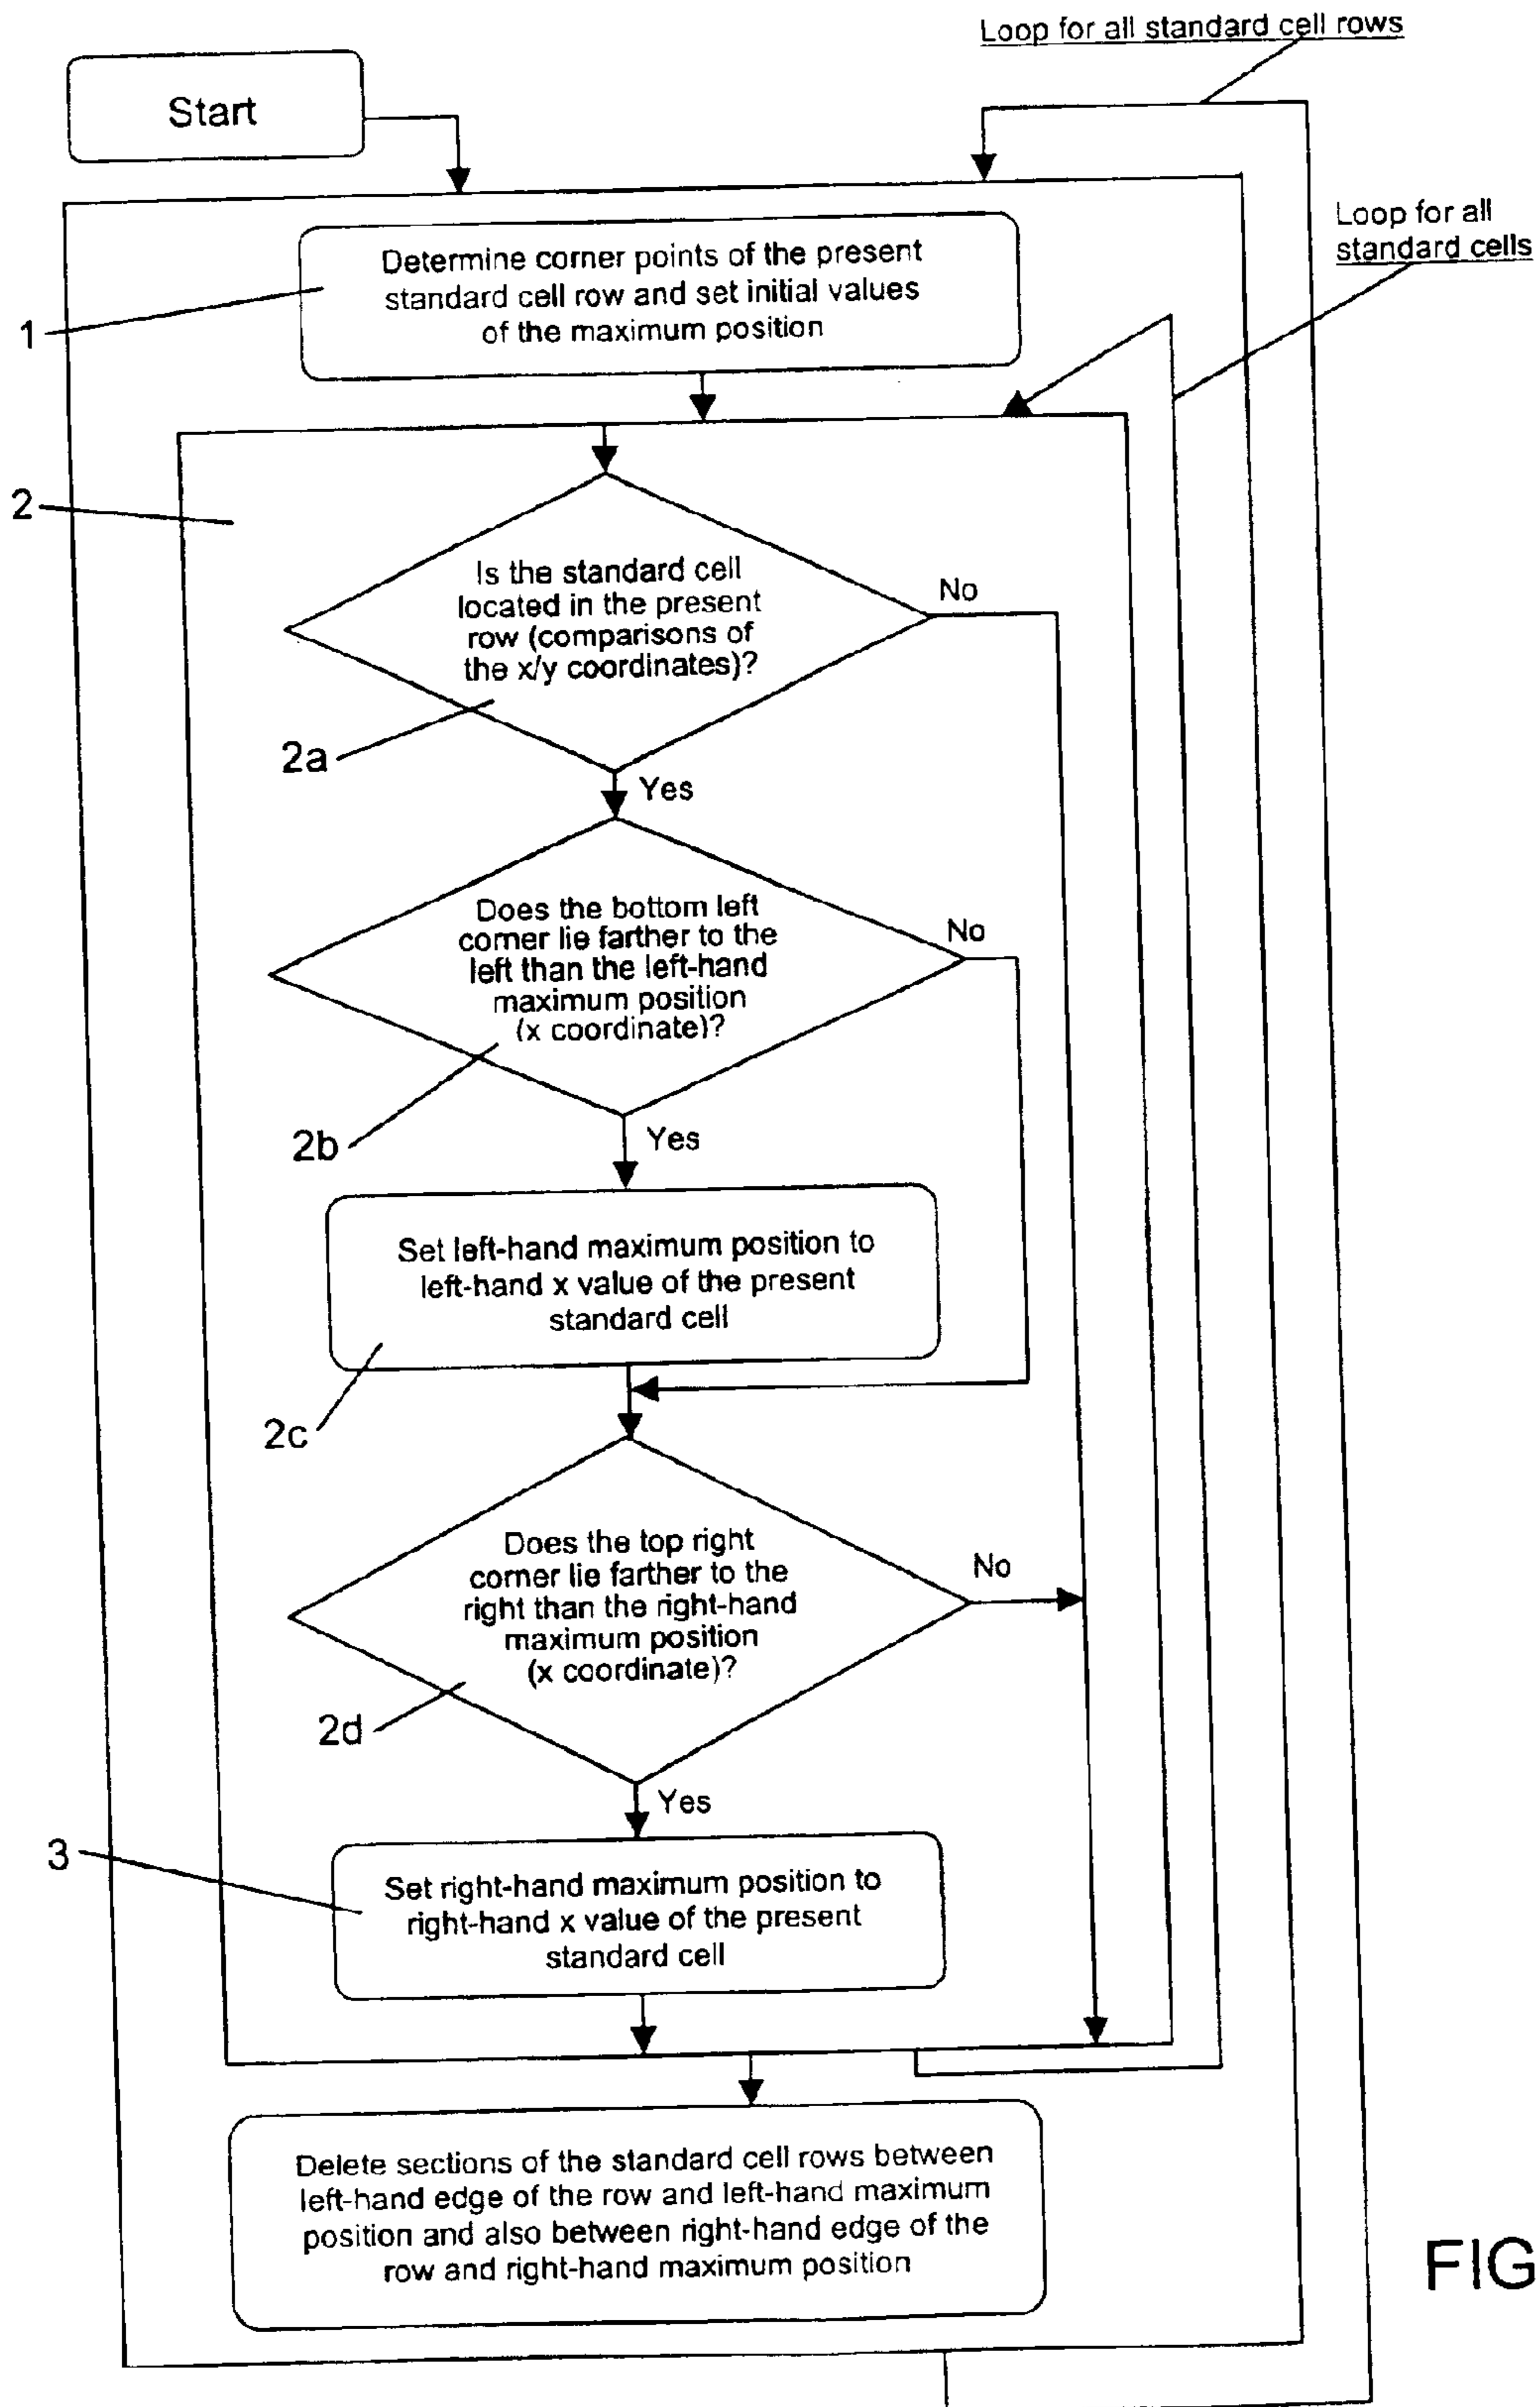 Loop for all standard cell rows
Start
Loop for all
standard cells
Determine corner points of the present
standard cell row and set initial values
of the maximum position
1
2
Is the standard cell
located in the present
row (comparisons of
the x/y coordinates)?
No
2a
Yes
Does the bottom left
corner lie farther to the
left than the left-hand
maximum position
(x coordinate)?
No
2b
Yes
Set left-hand maximum position to
left-hand x value of the present
standard cell
2c
Does the top right
corner lie farther to the
right than the right-hand
maximum position
(x coordinate)?
No
2d
Yes
3
Set right-hand maximum position to
right-hand x value of the present
standard cell
Delete sections of the standard cell rows between
left-hand edge of the row and left-hand maximum
position and also between right-hand edge of the
row and right-hand maximum position
FIG